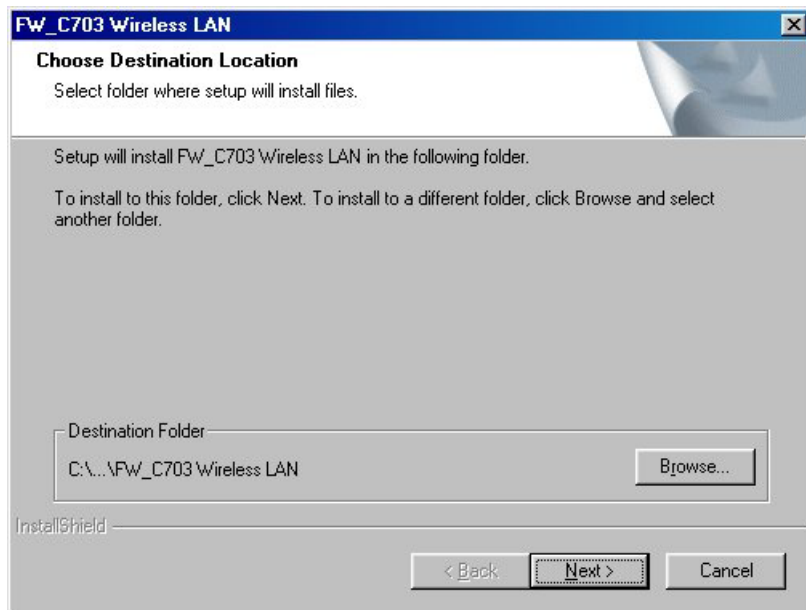 FW_C703 Wireless LAN
Choose Destination Location
Select folder where setup will install files.
Setup will install FW_C703 Wireless LAN in the following folder.
To install to this folder, click Next. To install to a different folder, click Browse and select
another folder.
Destination Folder
C:\...\FW_C703 Wireless LAN
Browse...
InstallShield
< Back
Next >
Cancel